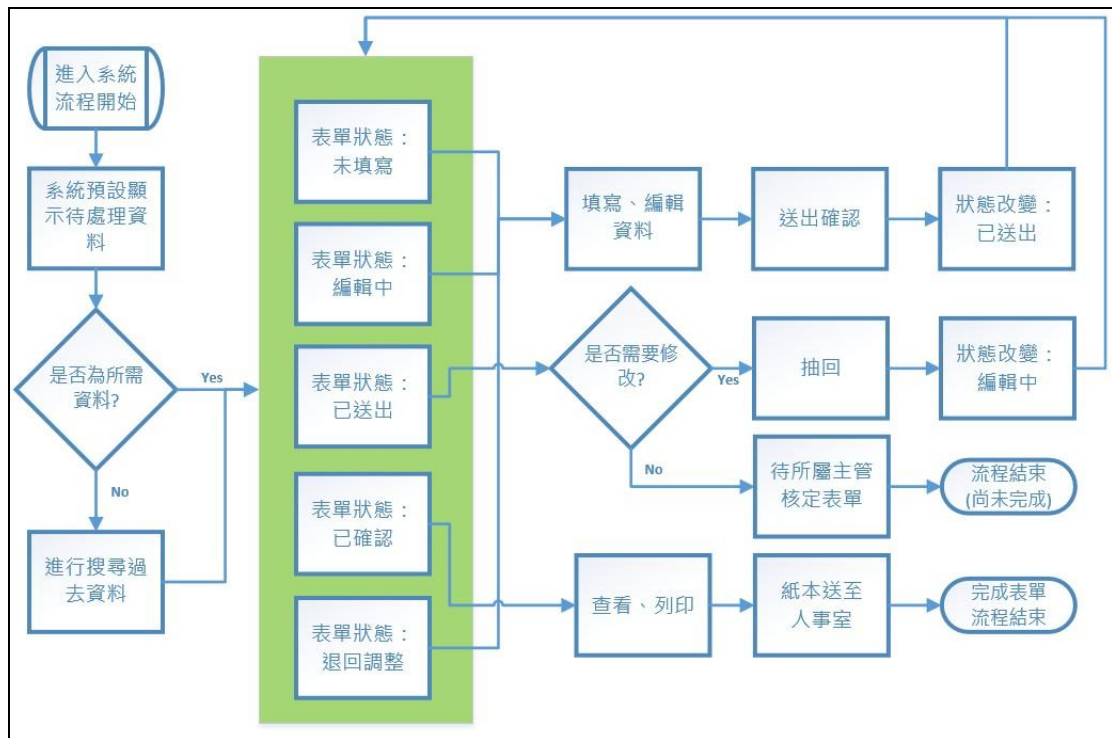 進入系統
流程開始
系統預設顯
示待處理資
料
是否為所需
資料?
Yes
No
進行搜尋過
去資料
表單狀態：
未填寫
表單狀態：
編輯中
表單狀態：
已送出
表單狀態：
已確認
表單狀態：
退回調整
填寫、編輯
資料
送出確認
狀態改變：
已送出
是否需要修
改?
Yes
抽回
狀態改變：
編輯中
No
待所屬主管
核定表單
流程結束
(尚未完成)
查看、列印
紙本送至
人事室
完成表單
流程結束